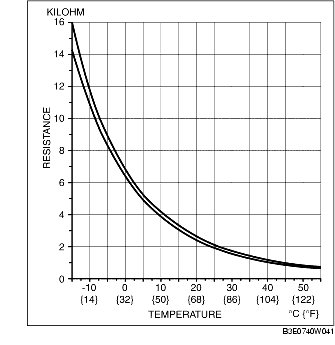 KILOHM
16
14
12
10
8
6
4
2
0
RESISTANCE
-10 0 10 20 30 40 50
{14} {32} {50} {68} {86} {104} {122}
TEMPERATURE °C {°F}
B3E0740W041